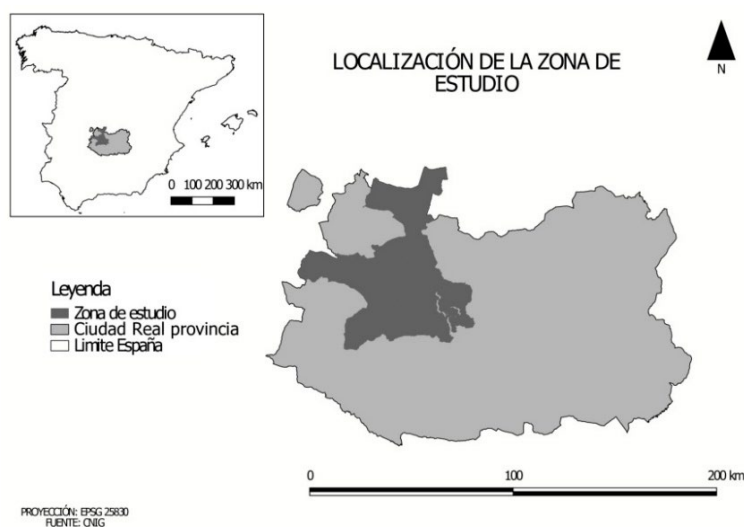 LOCALIZACIÓN DE LA ZONA DE
ESTUDIO
N
0 100 200 300 km
Leyenda
Zona de estudio
Ciudad Real provincia
Limite España
0 100 200 km
PROYECCIÓN: EPSG 25830
FUENTE: CNIG